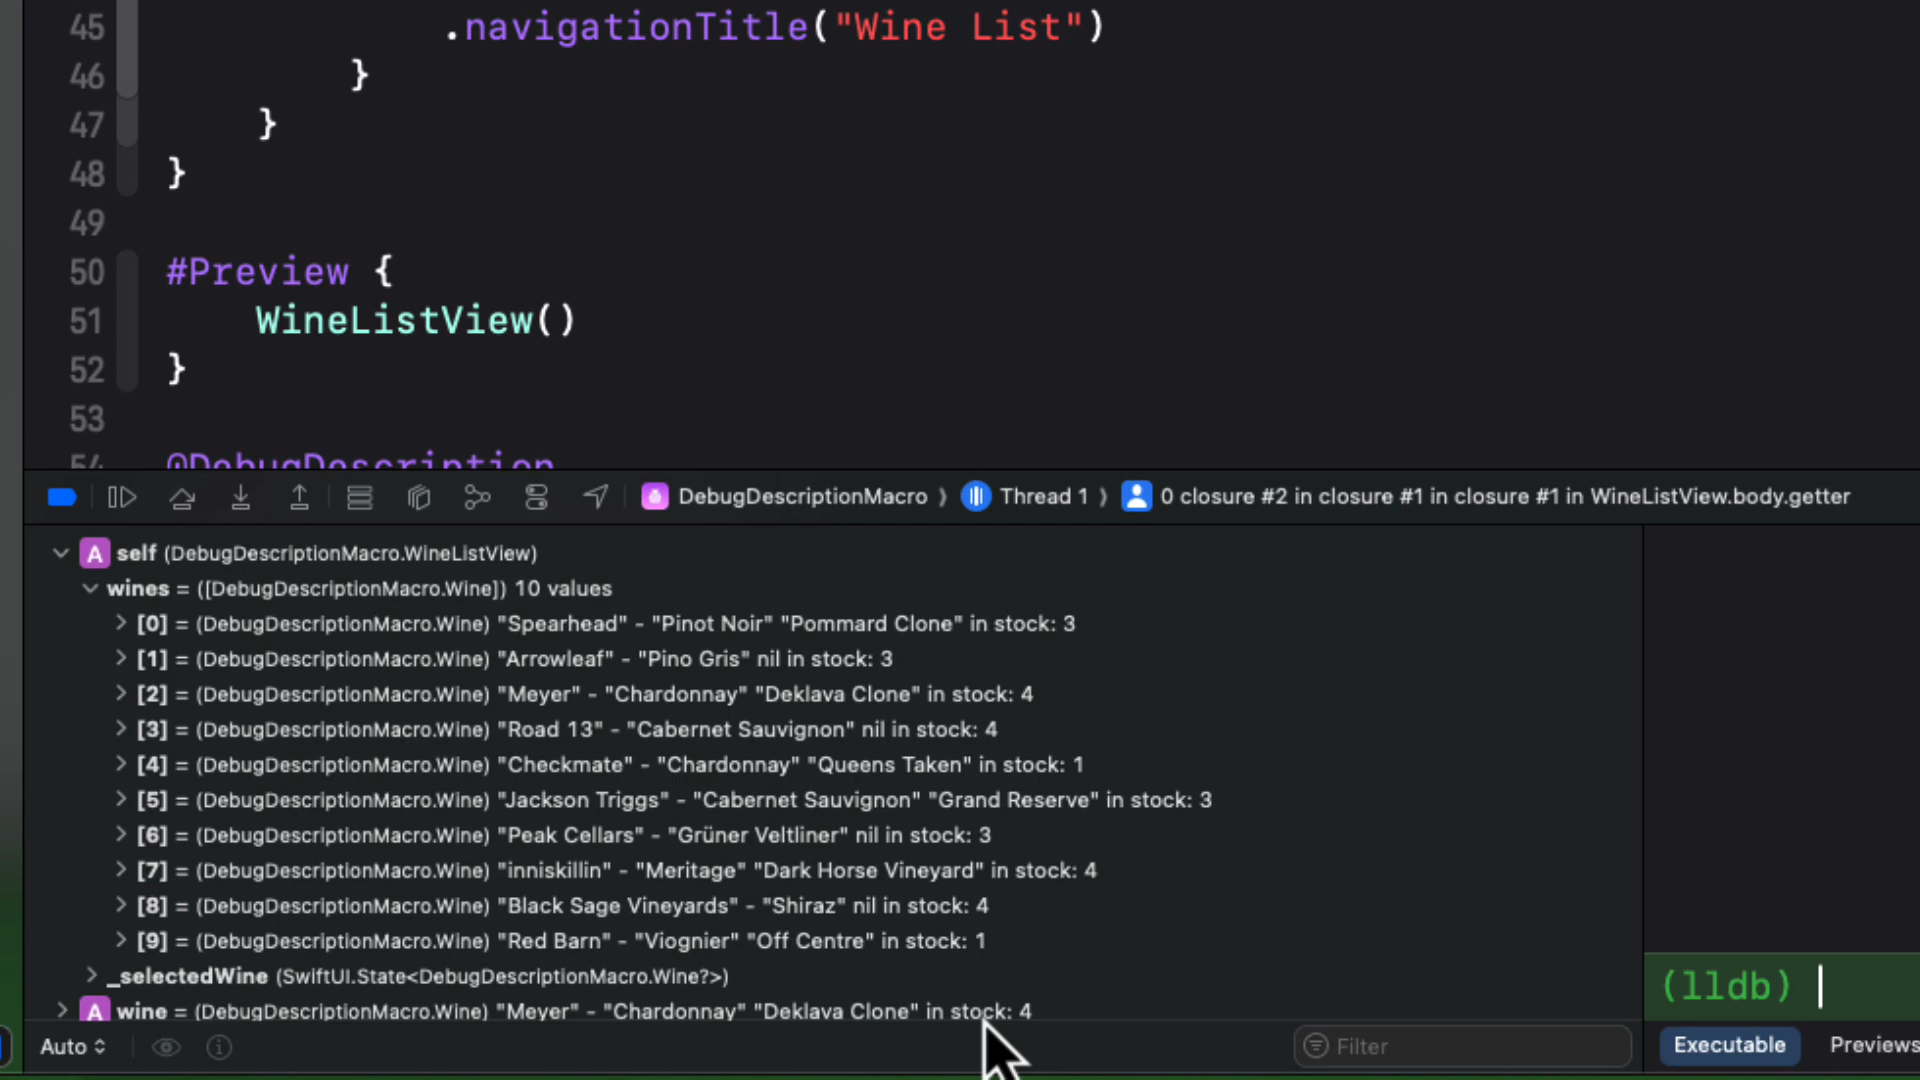 45 .navigationTitle("Wine List")
46 }
47 }
48 }
49
50 #Preview {
51 WineListView()
52 }
53
54 @DebugDescription
DebugDescriptionMacro ⟩ Thread 1 ⟩ 0 closure #2 in closure #1 in closure #1 in WineListView.body.getter
A self (DebugDescriptionMacro.WineListView)
wines = ([DebugDescriptionMacro.Wine]) 10 values
[0] = (DebugDescriptionMacro.Wine) "Spearhead" - "Pinot Noir" "Pommard Clone" in stock: 3
[1] = (DebugDescriptionMacro.Wine) "Arrowleaf" - "Pino Gris" nil in stock: 3
[2] = (DebugDescriptionMacro.Wine) "Meyer" - "Chardonnay" "Deklava Clone" in stock: 4
[3] = (DebugDescriptionMacro.Wine) "Road 13" - "Cabernet Sauvignon" nil in stock: 4
[4] = (DebugDescriptionMacro.Wine) "Checkmate" - "Chardonnay" "Queens Taken" in stock: 1
[5] = (DebugDescriptionMacro.Wine) "Jackson Triggs" - "Cabernet Sauvignon" "Grand Reserve" in stock: 3
[6] = (DebugDescriptionMacro.Wine) "Peak Cellars" - "Grüner Veltliner" nil in stock: 3
[7] = (DebugDescriptionMacro.Wine) "inniskillin" - "Meritage" "Dark Horse Vineyard" in stock: 4
[8] = (DebugDescriptionMacro.Wine) "Black Sage Vineyards" - "Shiraz" nil in stock: 4
[9] = (DebugDescriptionMacro.Wine) "Red Barn" - "Viognier" "Off Centre" in stock: 1
_selectedWine (SwiftUI.State<DebugDescriptionMacro.Wine?>)
A wine = (DebugDescriptionMacro.Wine) "Meyer" - "Chardonnay" "Deklava Clone" in stock: 4
(lldb)
Auto
Filter
Executable
Previews